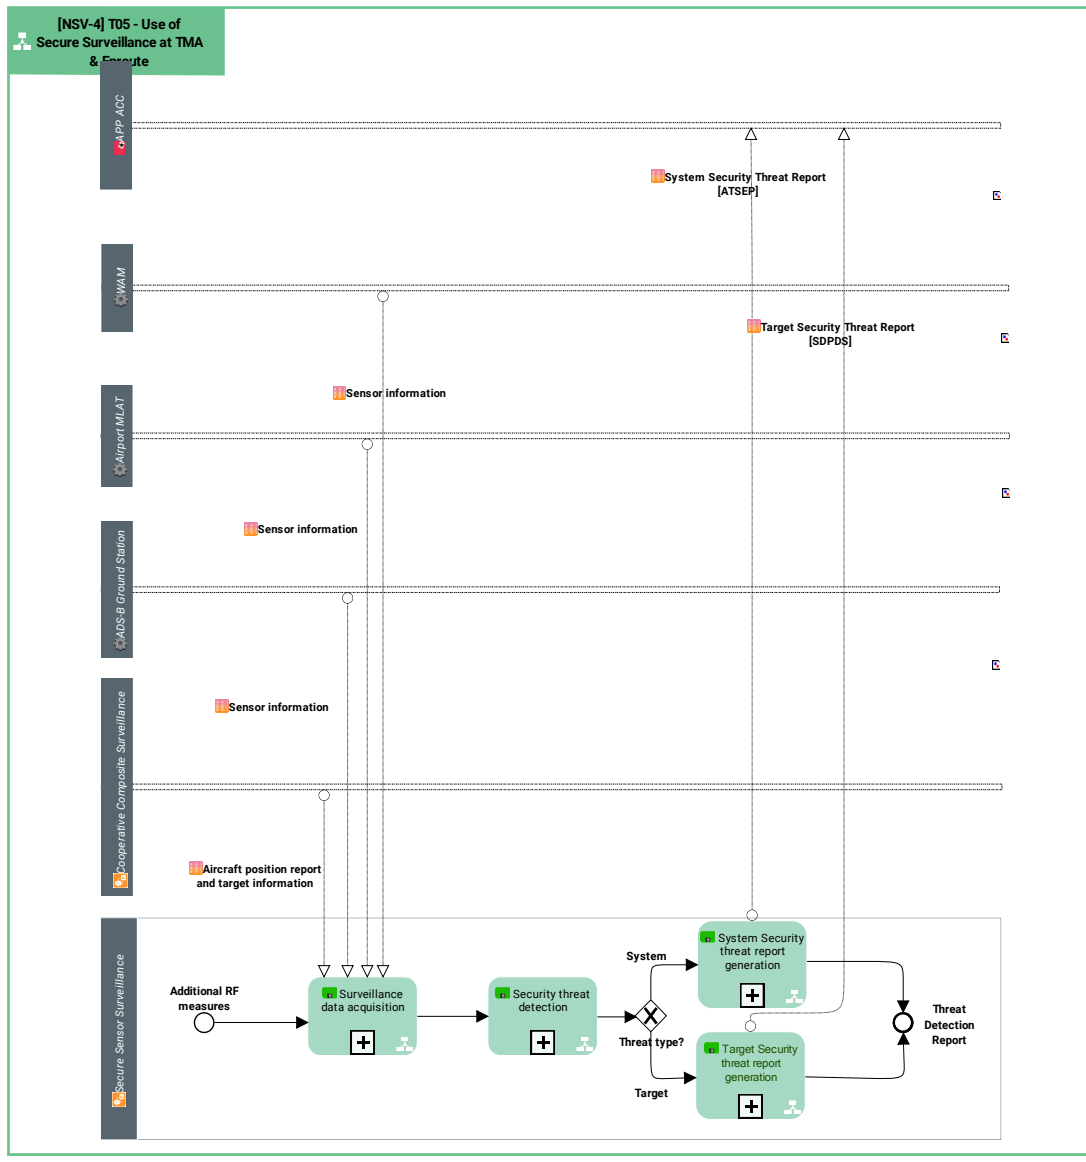 [NSV-4] T05 - Use of
Secure Surveillance at TMA
& Enroute
APP ACC
System Security Threat Report
[ATSEP]
WAM
Target Security Threat Report
[SDPDS]
Sensor information
Airport MLAT
Sensor information
ADS-B Ground Station
Sensor information
Cooperative Composite Surveillance
Aircraft position report
and target information
Secure Sensor Surveillance
Additional RF
measures
Surveillance
data acquisition
Security threat
detection
Threat type?
System
Target
System Security
threat report
generation
Target Security
threat report
generation
Threat
Detection
Report